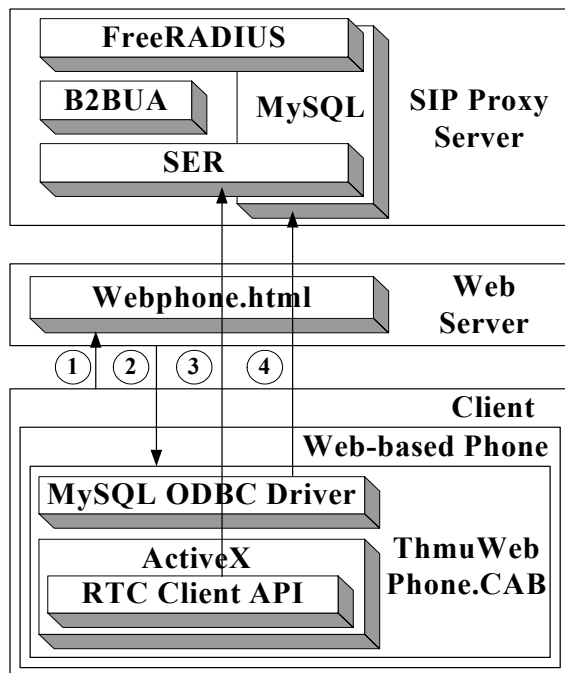 FreeRADIUS
B2BUA
MySQL
SER
SIP Proxy
Server
Webphone.html
Web
Server
1
2
3
4
Client
Web-based Phone
MySQL ODBC Driver
ActiveX
RTC Client API
ThmuWeb
Phone.CAB